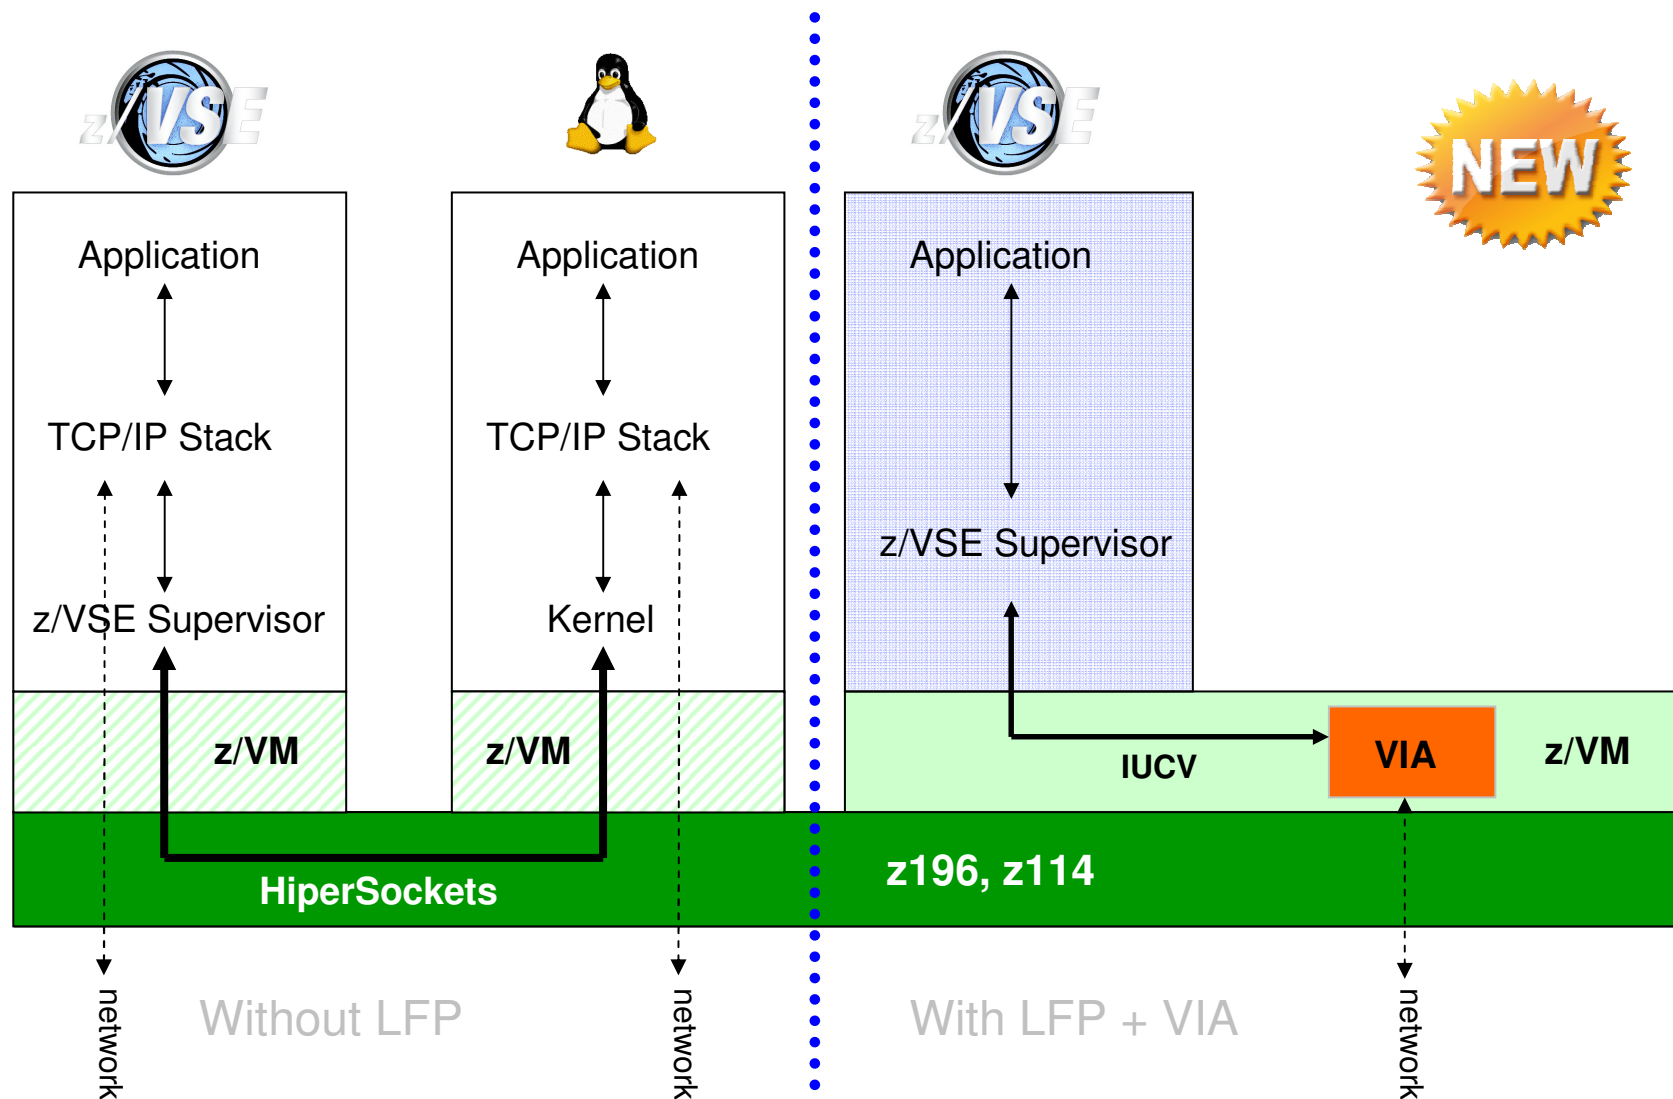 z/VSE
Application
TCP/IP Stack
z/VSE Supervisor
z/VM
Application
TCP/IP Stack
Kernel
z/VM
HiperSockets
network
Without LFP
network
z/VSE
NEW
Application
z/VSE Supervisor
IUCV
VIA
z/VM
z196, z114
With LFP + VIA
network